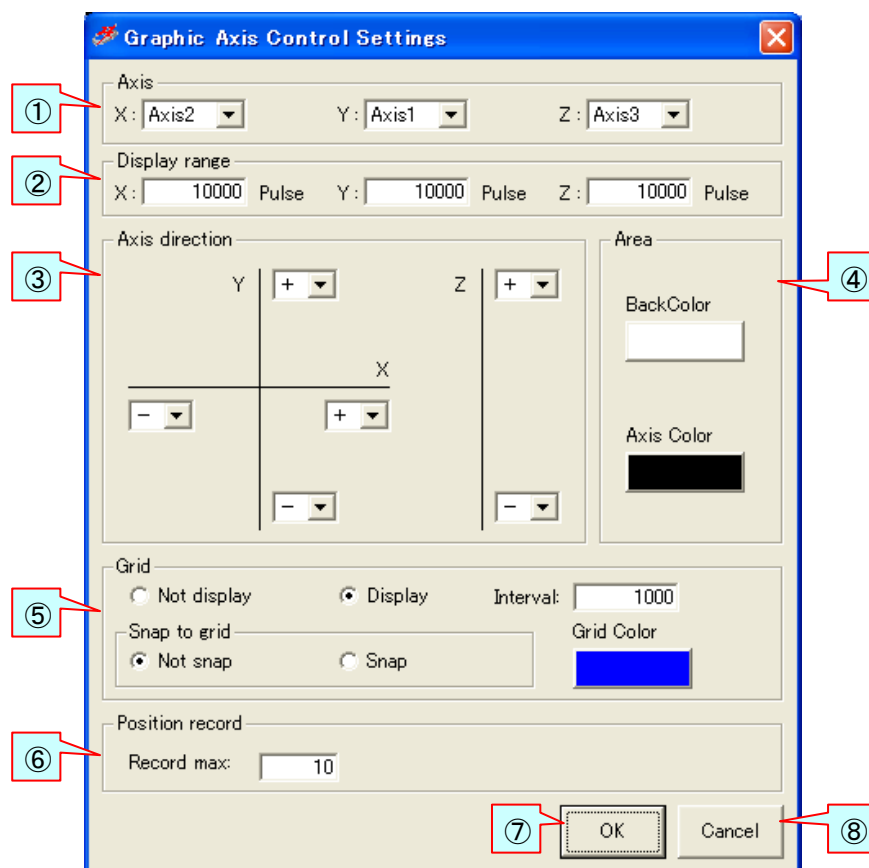 Graphic Axis Control Settings
Axis
① X : Axis2 Y : Axis1 Z : Axis3
Display range
② X : 10000 Pulse Y : 10000 Pulse Z : 10000 Pulse
Axis direction Area
③ Y + Z + ④
BackColor
X
− +
Axis Color
− −
Grid
Not display Display Interval: 1000
⑤
Snap to grid Grid Color
Not snap Snap
Position record
⑥ Record max: 10
⑦ OK Cancel ⑧